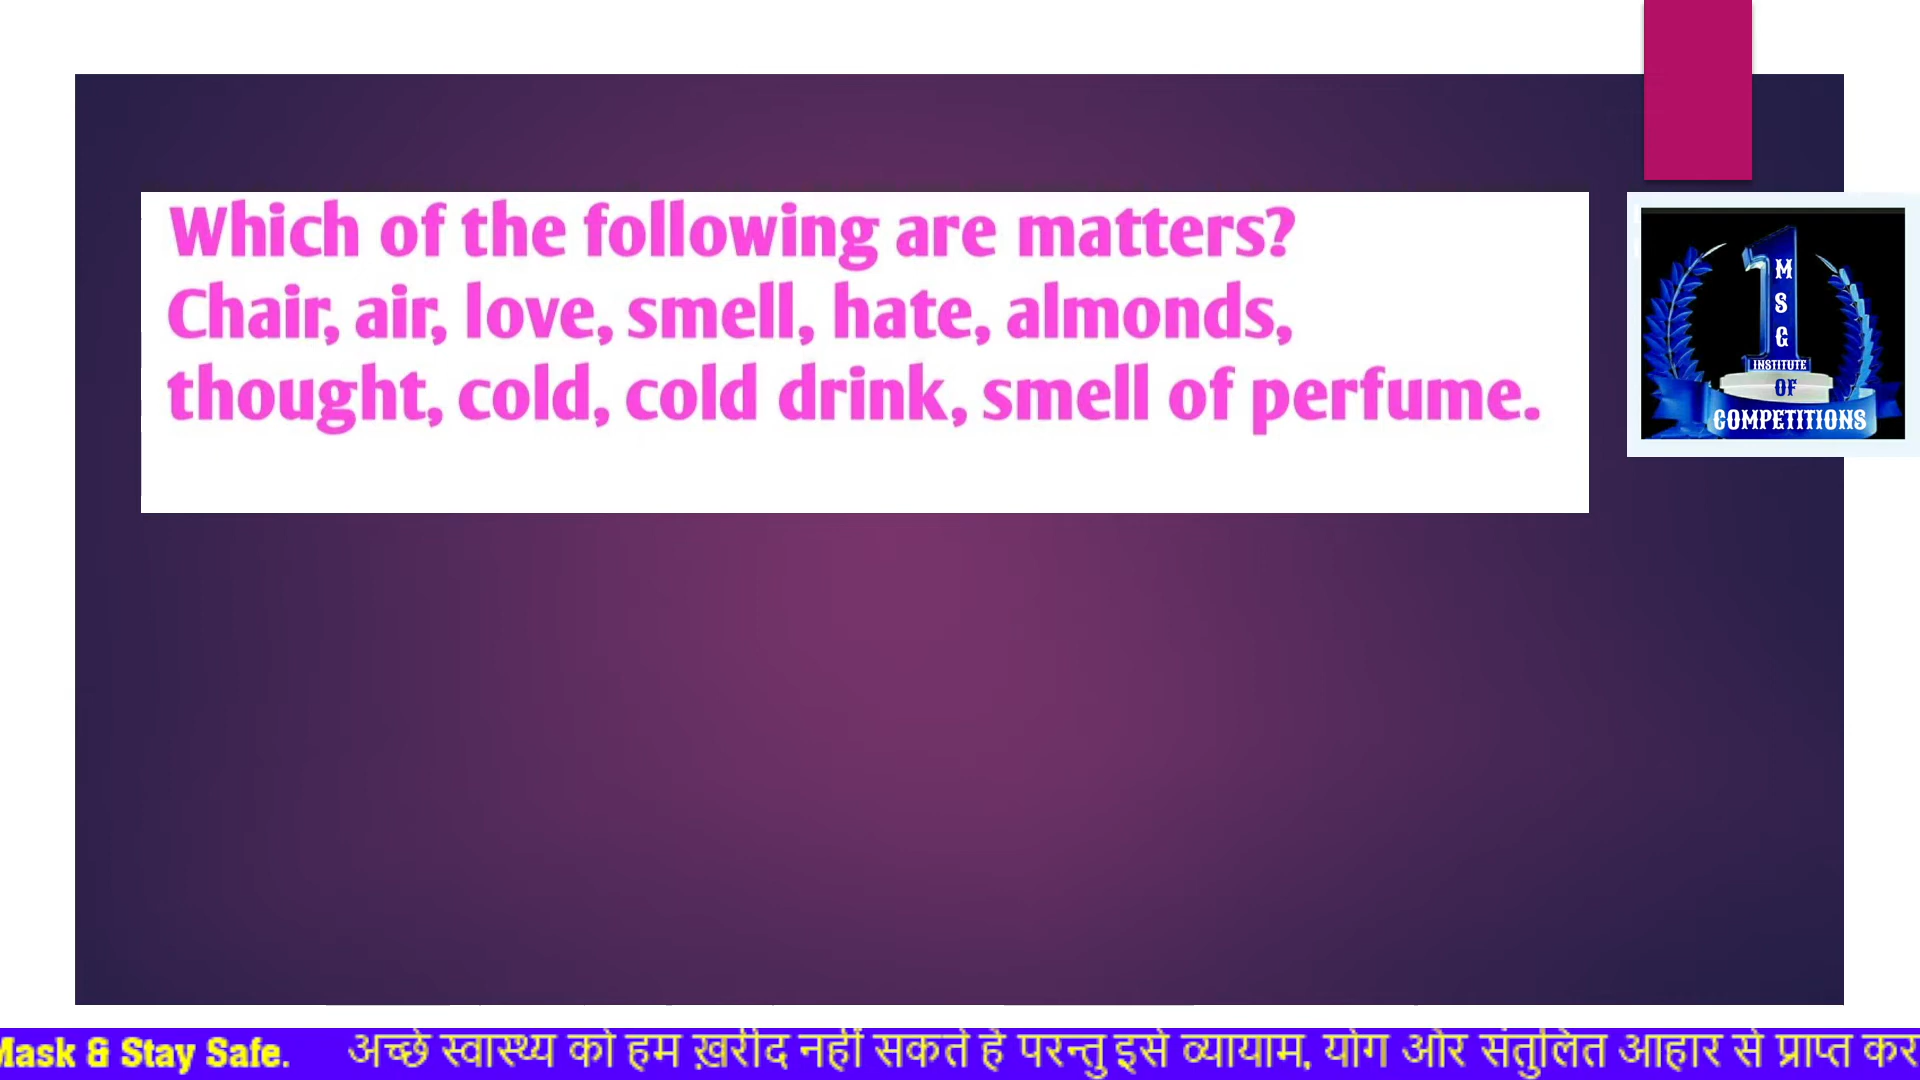 Which of the following are matters?
Chair, air, love, smell, hate, almonds,
thought, cold, cold drink, smell of perfume.
1
M
S
G
INSTITUTE
OF
COMPETITIONS
Mask & Stay Safe. अच्छे स्वास्थ्य को हम ख़रीद नहीं सकते हैं परन्तु इसे व्यायाम, योग और संतुलित आहार से प्राप्त कर